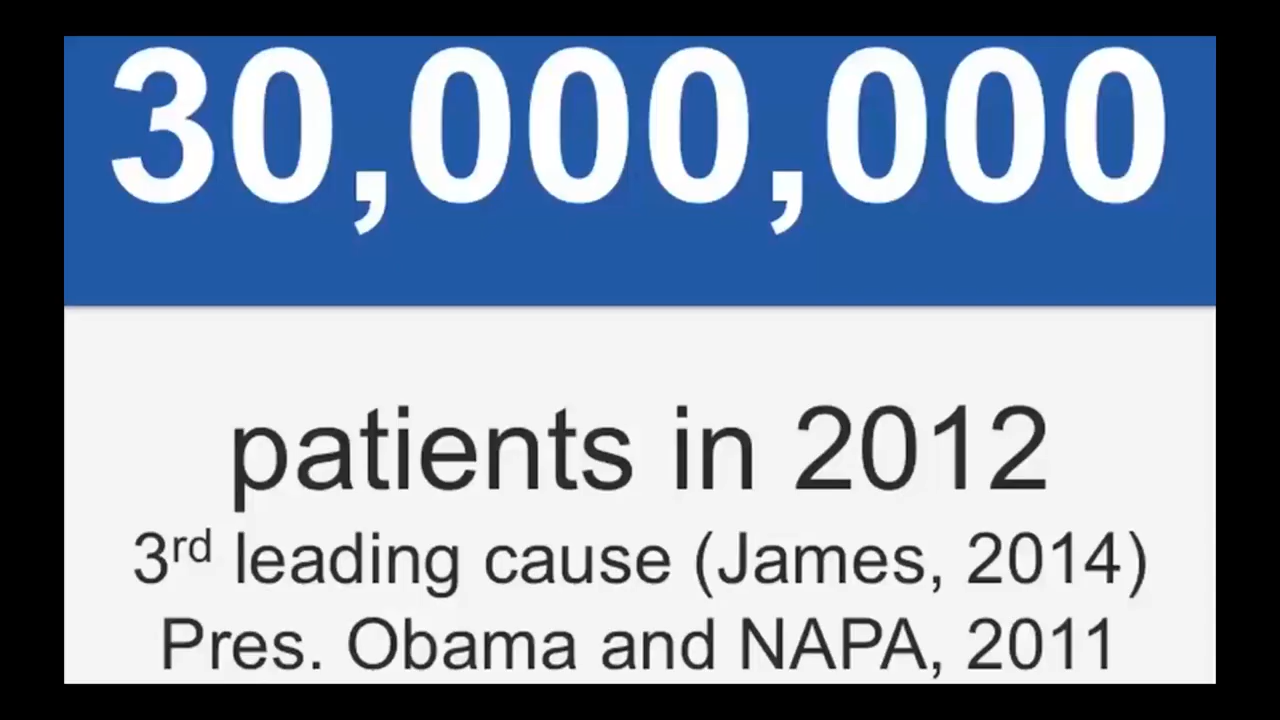 30,000,000
patients in 2012
3rd leading cause (James, 2014)
Pres. Obama and NAPA, 2011